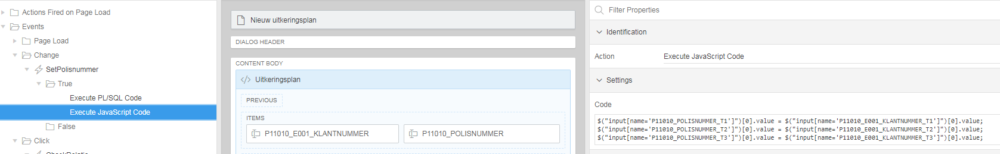 Actions Fired on Page Load
Events
Page Load
Change
SetPolisnummer
True
Execute PL/SQL Code
Execute JavaScript Code
False
Click
Nieuw uitkeringsplan
DIALOG HEADER
CONTENT BODY
Uitkeringsplan
PREVIOUS
ITEMS
P11010_E001_KLANTNUMMER P11010_POLISNUMMER
Filter Properties
Identification
Action Execute JavaScript Code
Settings
Code
$("input[name='P11010_POLISNUMMER_T1']")[0].value = $("input[name='P11010_E001_KLANTNUMMER_T1']")[0].value;
$("input[name='P11010_POLISNUMMER_T2']")[0].value = $("input[name='P11010_E001_KLANTNUMMER_T2']")[0].value;
$("input[name='P11010_POLISNUMMER_T3']")[0].value = $("input[name='P11010_E001_KLANTNUMMER_T3']")[0].value;